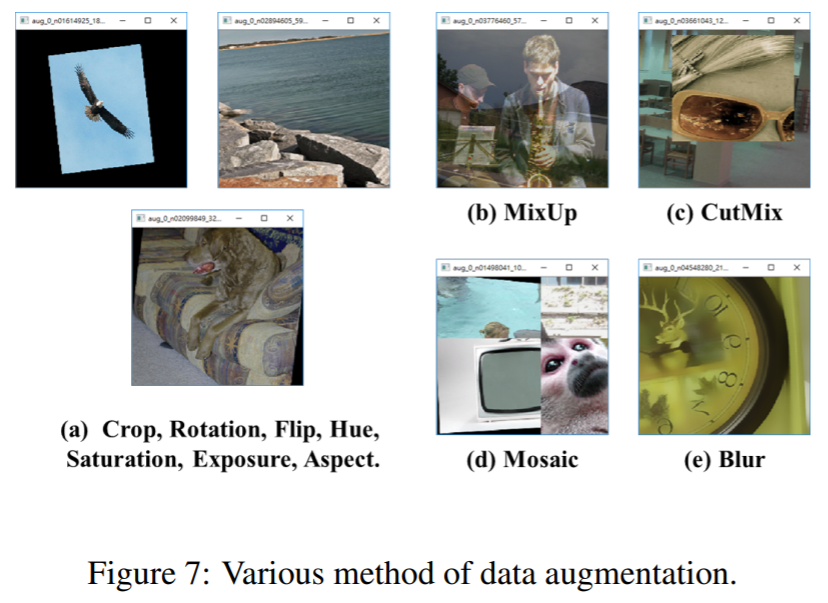 aug_0_n01614925_18...
aug_0_n02894605_59...
aug_0_n03776460_57...
aug_0_n03661043_12...
(b) MixUp
(c) CutMix
aug_0_n02099849_32...
aug_0_n01498041_10...
aug_0_n04548280_21...
(a) Crop, Rotation, Flip, Hue,
Saturation, Exposure, Aspect.
(d) Mosaic
(e) Blur
Figure 7: Various method of data augmentation.